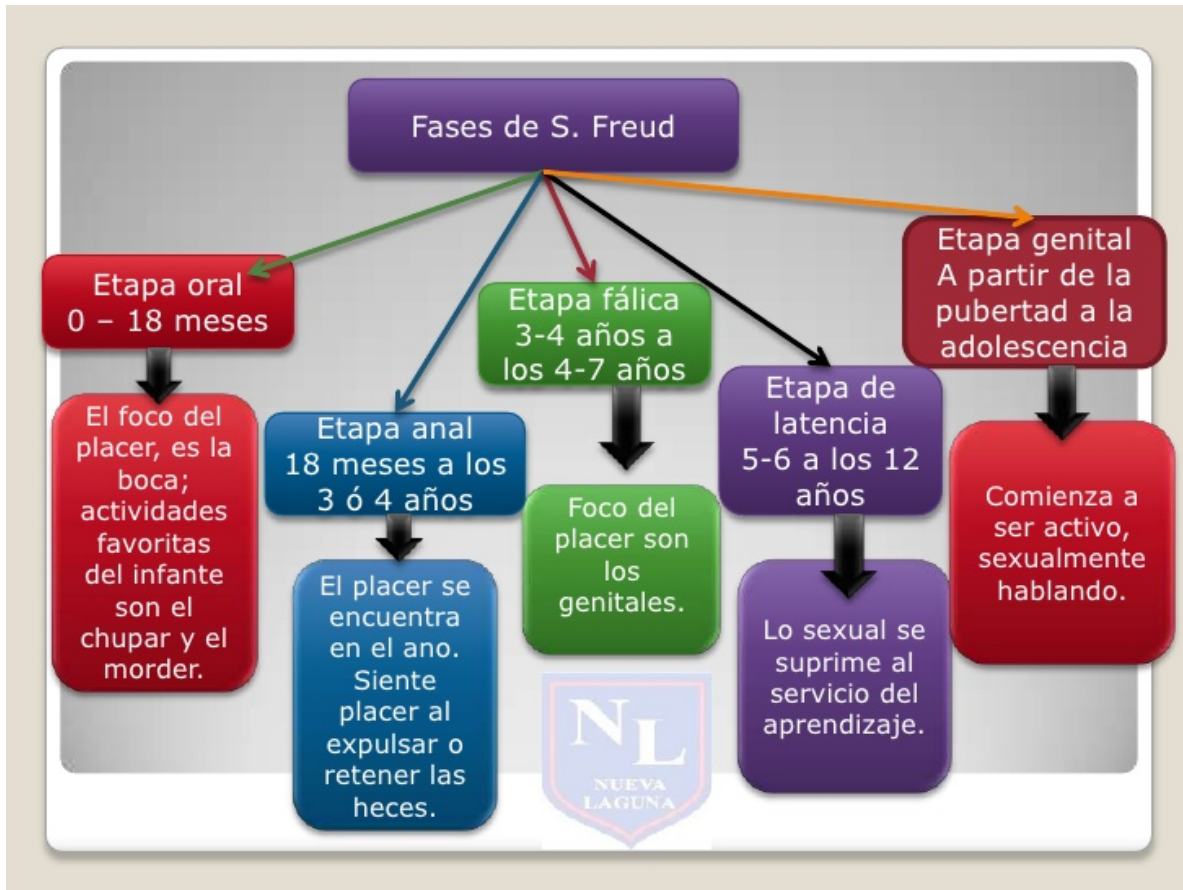 Fases de S. Freud
Etapa oral
0 – 18 meses
El foco del
placer, es la
boca;
actividades
favoritas
del infante
son el
chupar y el
morder.
Etapa anal
18 meses a los
3 ó 4 años
El placer se
encuentra
en el ano.
Siente
placer al
expulsar o
retener las
heces.
Etapa fálica
3-4 años a
los 4-7 años
Foco del
placer son
los
genitales.
Etapa de
latencia
5-6 a los 12
años
Lo sexual se
suprime al
servicio del
aprendizaje.
Etapa genital
A partir de la
pubertad a la
adolescencia
Comienza a
ser activo,
sexualmente
hablando.
NL
NUEVA
LAGUNA